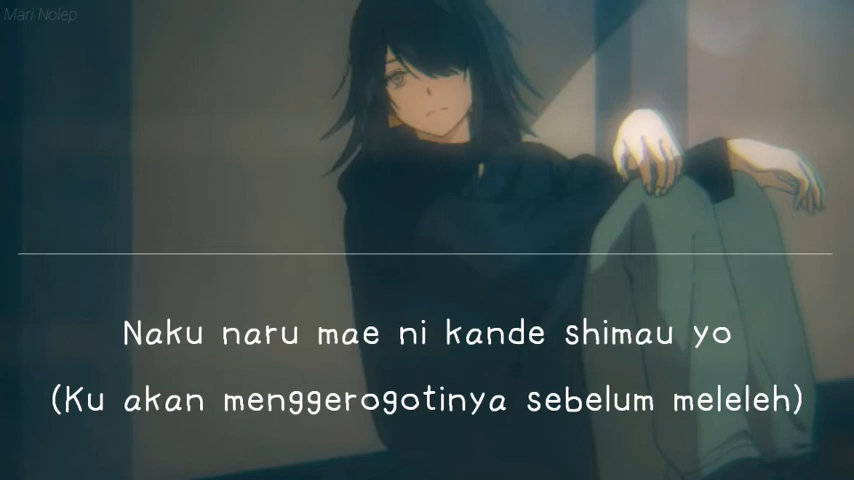 Mari Nolep
Naku naru mae ni kande shimau yo
(Ku akan menggerogotinya sebelum meleleh)